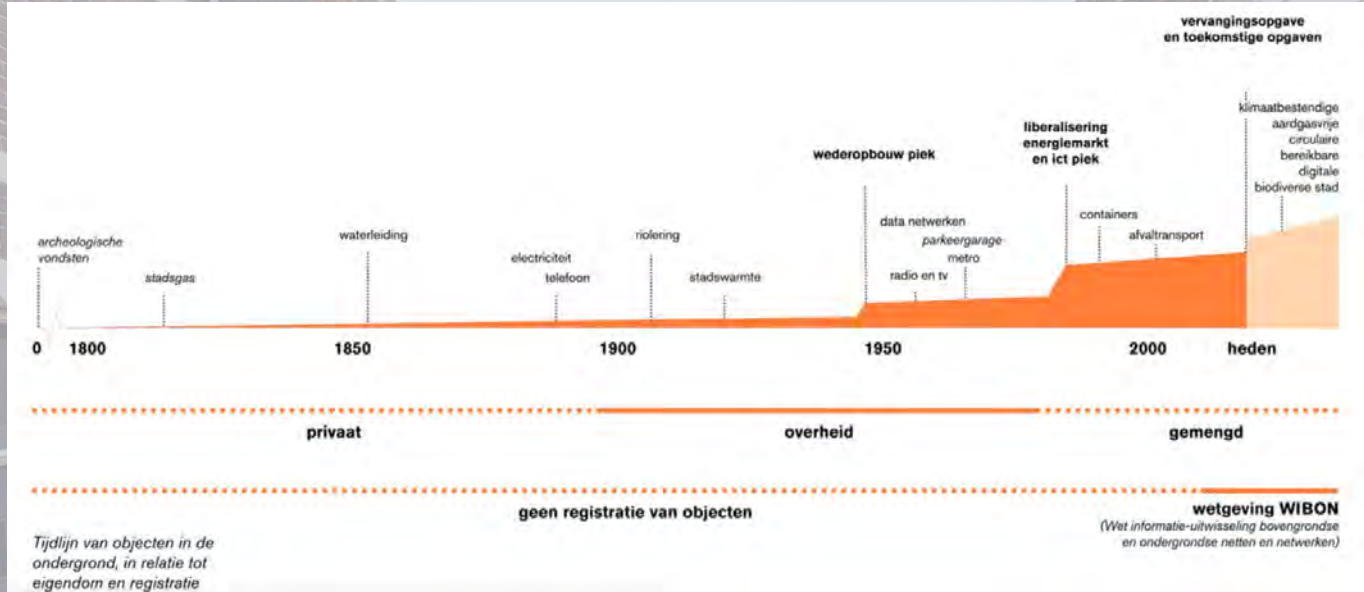 vervangingsopgave
en toekomstige opgaven
klimaatbestendige
aardgasvrije
circulaire
bereikbare
digitale
biodiverse stad
liberalisering
energiemarkt
en ict piek
wederopbouw piek
containers
afvaltransport
data netwerken
parkeergarage
metro
radio en tv
riolering
stadswarmte
waterleiding
electriciteit
telefoon
archeologische
vondsten
stadsgas
0 1800 1850 1900 1950 2000 heden
privaat overheid gemengd
geen registratie van objecten
wetgeving WIBON
(Wet informatie-uitwisseling bovengrondse
en ondergrondse netten en netwerken)
Tijdlijn van objecten in de
ondergrond, in relatie tot
eigendom en registratie